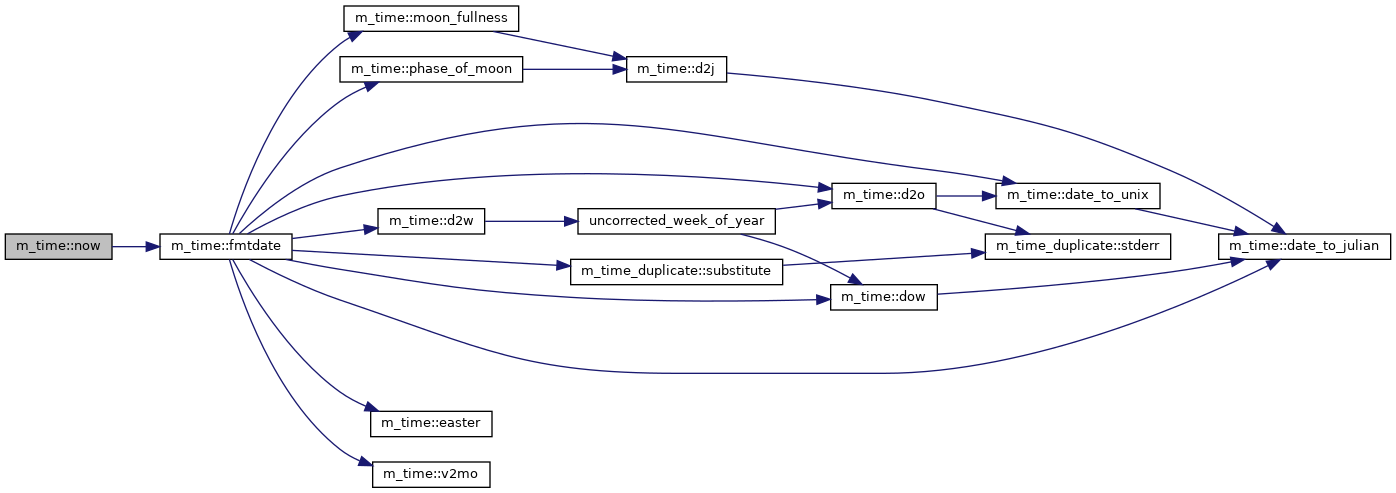 m_time::moon_fullness
m_time::phase_of_moon
m_time::d2j
m_time::d2o
m_time::date_to_unix
m_time::d2w
uncorrected_week_of_year
m_time::now
m_time::fmtdate
m_time_duplicate::stderr
m_time::date_to_julian
m_time_duplicate::substitute
m_time::dow
m_time::easter
m_time::v2mo